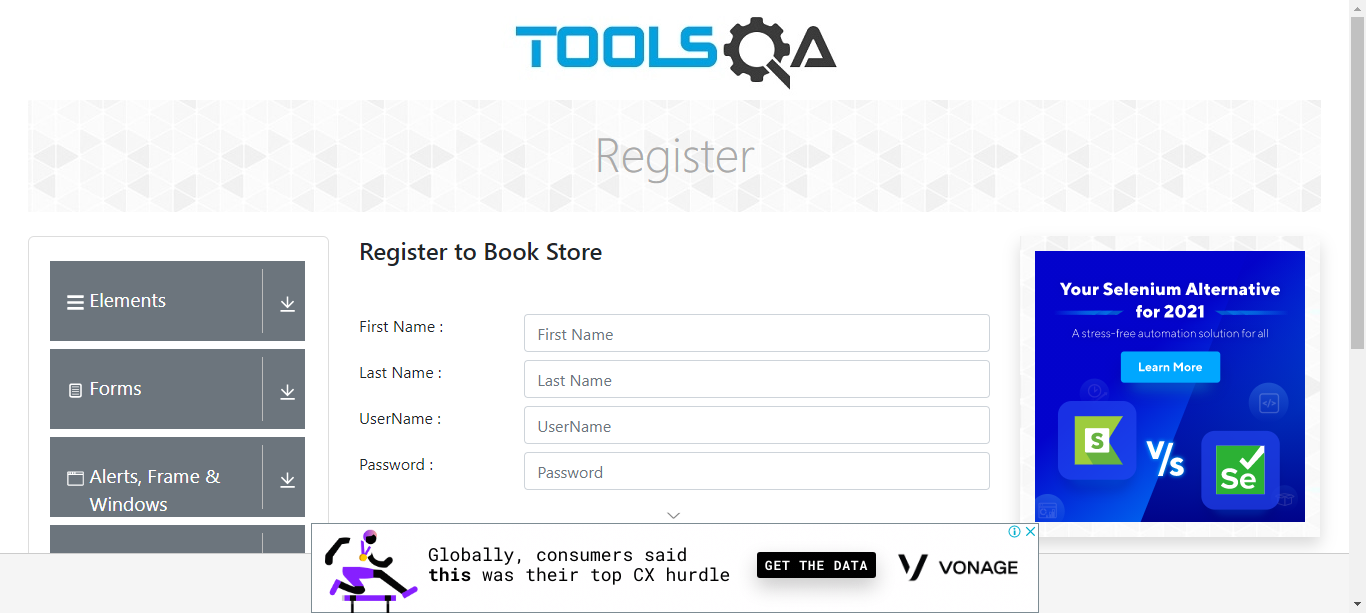 TOOLSQA
Register
Elements
Forms
Alerts, Frame &
Windows
Register to Book Store
First Name :
First Name
Last Name :
Last Name
UserName :
UserName
Password :
Password
Your Selenium Alternative
for 2021
A stress-free automation solution for all
Learn More
S
V/s
</>
Se
Globally, consumers said
this was their top CX hurdle
GET THE DATA
VONAGE